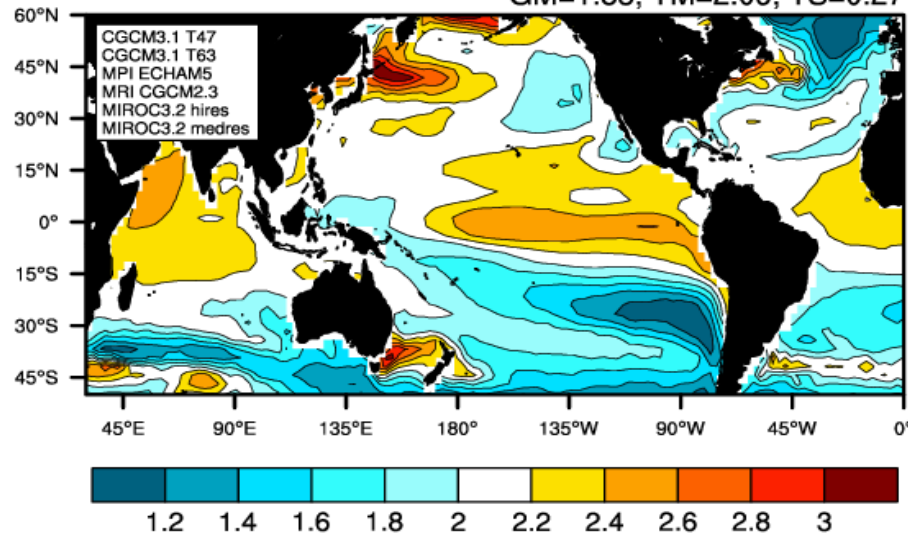 60°N
45°N
30°N
15°N
0°
15°S
30°S
45°S
CGCM3.1 T47
CGCM3.1 T63
MPI ECHAM5
MRI CGCM2.3
MIROC3.2 hires
MIROC3.2 medres
45°E 90°E 135°E 180° 135°W 90°W 45°W 0°
1.2 1.4 1.6 1.8 2 2.2 2.4 2.6 2.8 3